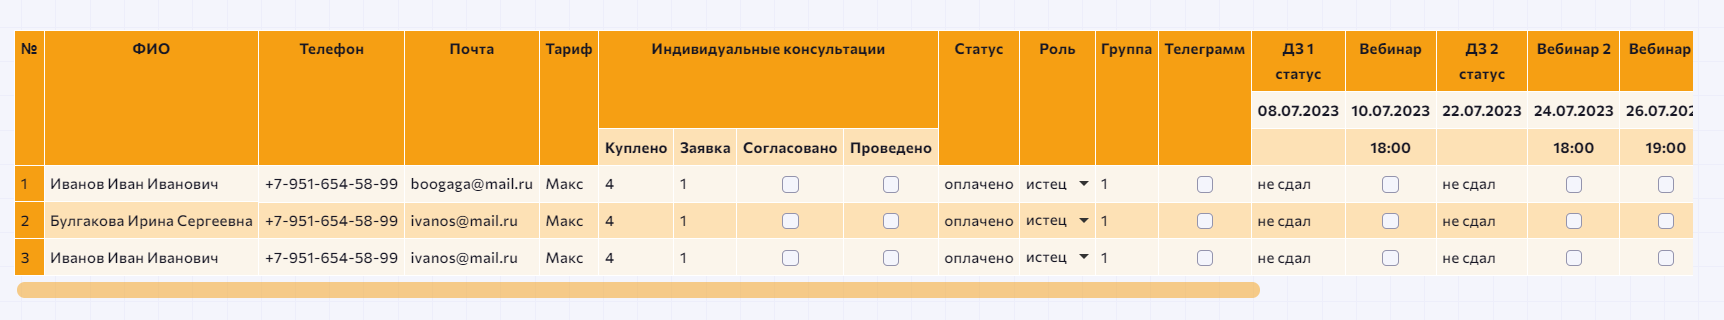 № ФИО Телефон Почта Тариф Индивидуальные консультации Статус Роль Группа Телеграмм ДЗ 1 Вебинар ДЗ 2 Вебинар 2 Вебинар
статус статус
08.07.2023 10.07.2023 22.07.2023 24.07.2023 26.07.202
Куплено Заявка Согласовано Проведено 18:00 18:00 19:00
1 Иванов Иван Иванович +7-951-654-58-99 boogaga@mail.ru Макс 4 1 оплачено истец 1 не сдал не сдал
2 Булгакова Ирина Сергеевна +7-951-654-58-99 ivanos@mail.ru Макс 4 1 оплачено истец 1 не сдал не сдал
3 Иванов Иван Иванович +7-951-654-58-99 ivanos@mail.ru Макс 4 1 оплачено истец 1 не сдал не сдал